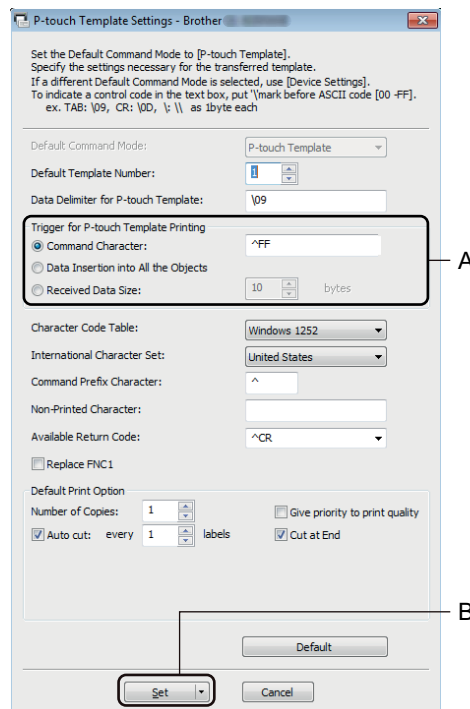 P-touch Template Settings - Brother
Set the Default Command Mode to [P-touch Template].
Specify the settings necessary for the transferred template.
If a different Default Command Mode is selected, use [Device Settings].
To indicate a control code in the text box, put '\'mark before ASCII code [00 -FF].
ex. TAB: \09, CR: \0D, \: \\ as 1byte each
Default Command Mode: P-touch Template
Default Template Number: 1
Data Delimiter for P-touch Template: \09
Trigger for P-touch Template Printing
Command Character: ^FF
A
Data Insertion into All the Objects
Received Data Size: 10 bytes
Character Code Table: Windows 1252
International Character Set: United States
Command Prefix Character: ^
Non-Printed Character:
Available Return Code: ^CR
Replace FNC1
Default Print Option
Number of Copies: 1 Give priority to print quality
Auto cut: every 1 labels Cut at End
B
Default
Set Cancel